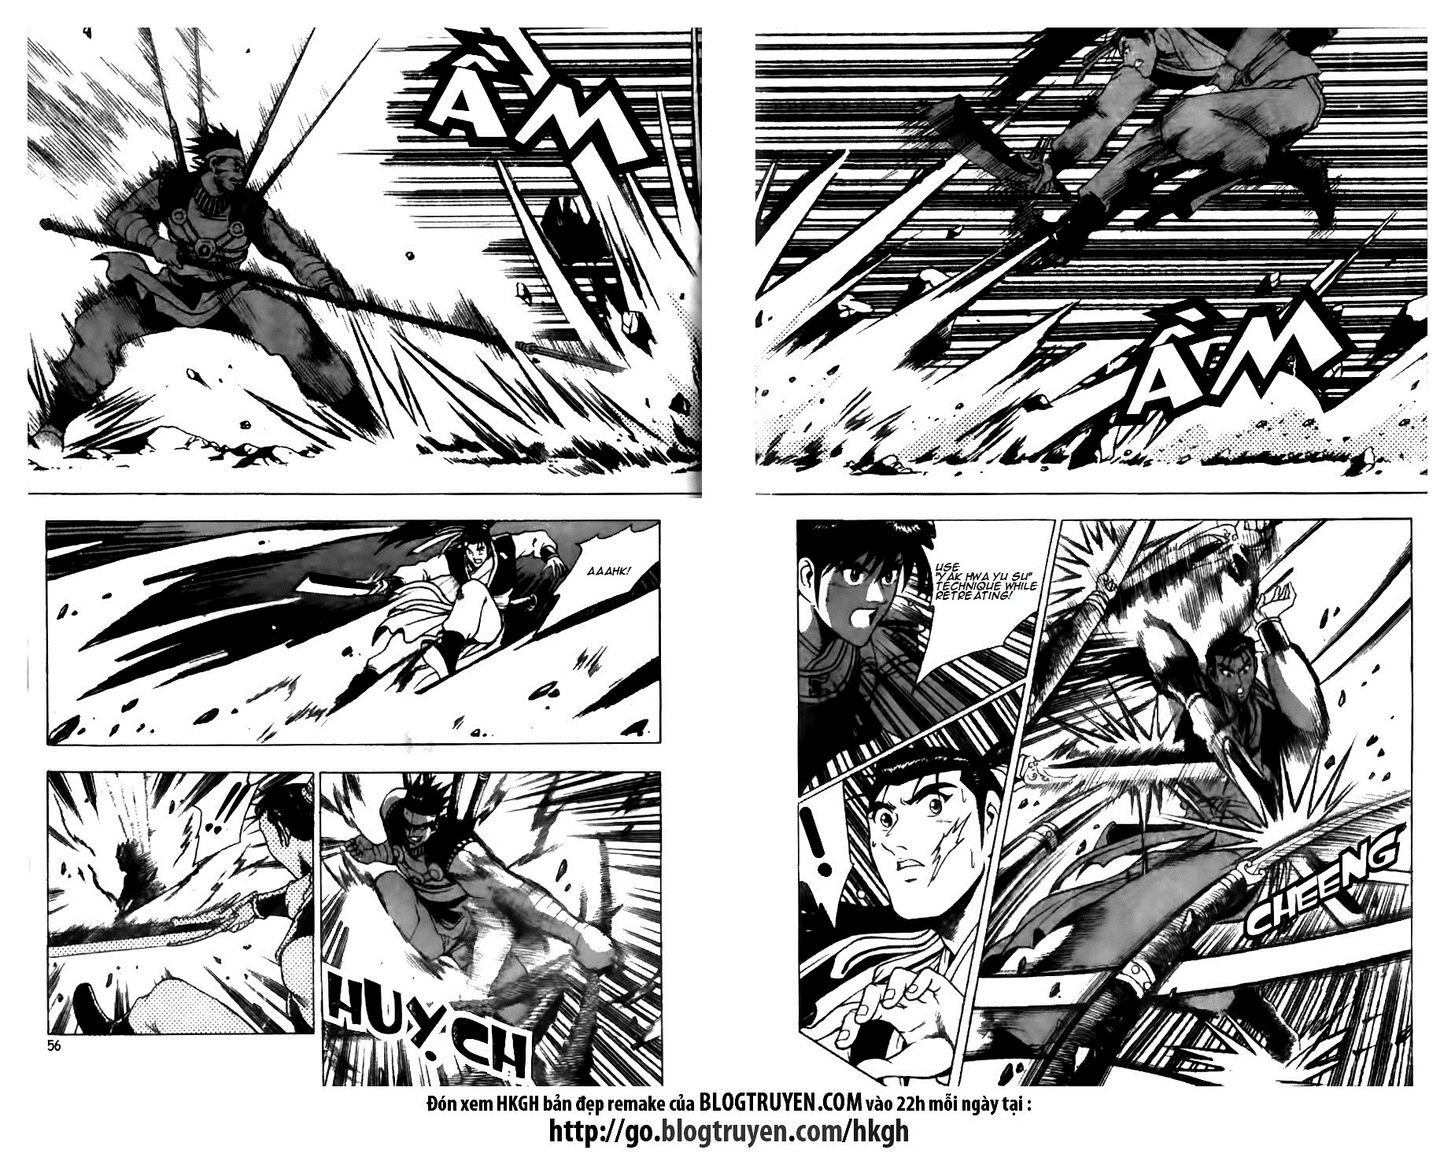 ẦM
ẦM
AAAHK!
USE
"YAK HWA YU SU"
TECHNIQUE WHILE
RETREATING!
!!
!
CHEENG
HUỴCH
56
Đón xem HKGH bản đẹp remake của BLOGTRUYEN.COM vào 22h mỗi ngày tại :
http://go.blogtruyen.com/hkgh